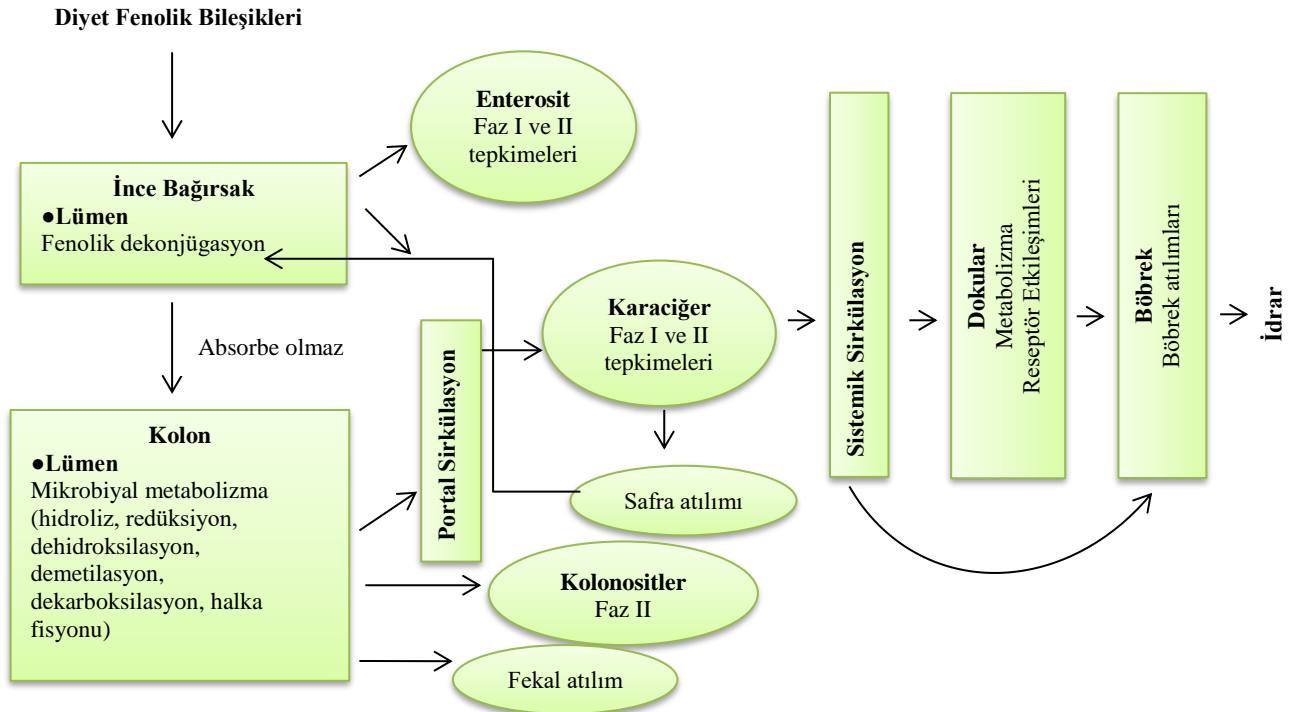 Diyet Fenolik Bileşikleri
İnce Bağırsak
●Lümen
Fenolik dekonjügasyon
Absorbe olmaz
Kolon
●Lümen
Mikrobiyal metabolizma
(hidroliz, redüksiyon,
dehidroksilasyon,
demetilasyon,
dekarboksilasyon, halka
fisyonu)
Enterosit
Faz I ve II
tepkimeleri
Portal Sirkülasyon
Karaciğer
Faz I ve II
tepkimeleri
Safra atılımı
Kolonositler
Faz II
Fekal atılım
Sistemik Sirkülasyon
Dokular
Metabolizma
Reseptör Etkileşimleri
Böbrek
Böbrek atılımları
İdrar